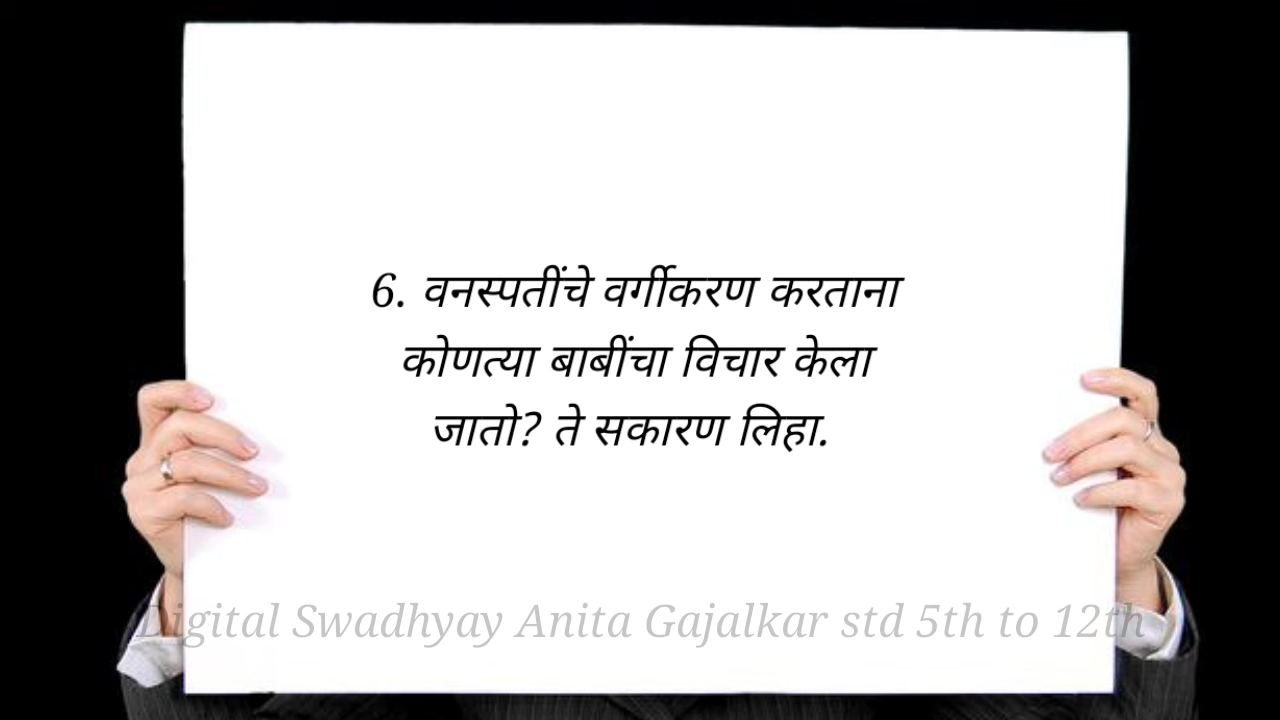 6. वनस्पतींचे वर्गीकरण करताना
कोणत्या बाबींचा विचार केला
जातो? ते सकारण लिहा.
Digital Swadhyay Anita Gajalkar std 5th to 12th